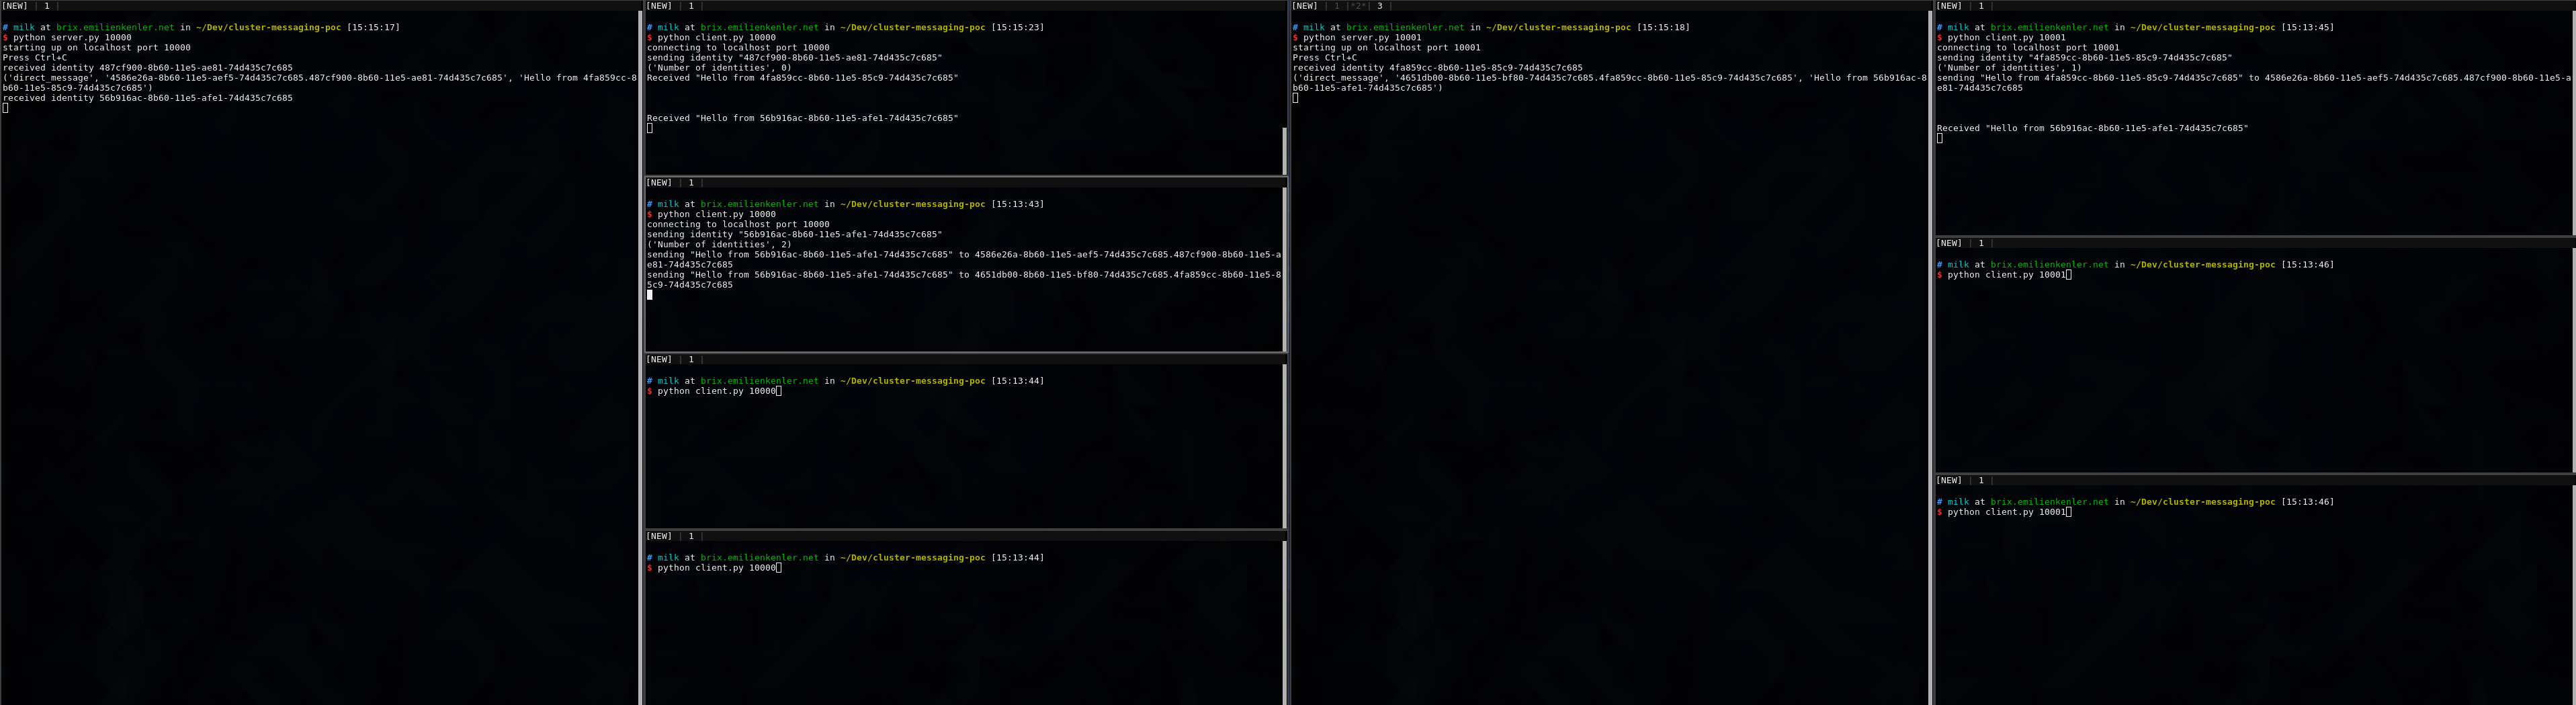 [NEW] | 1 |
# milk at brix.emilienkenler.net in ~/Dev/cluster-messaging-poc [15:15:17]
$ python server.py 10000
starting up on localhost port 10000
Press Ctrl+C
received identity 487cf900-8b60-11e5-ae81-74d435c7c685
('direct_message', '4586e26a-8b60-11e5-aef5-74d435c7c685.487cf900-8b60-11e5-ae81-74d435c7c685', 'Hello from 4fa859cc-8
b60-11e5-85c9-74d435c7c685')
received identity 56b916ac-8b60-11e5-afe1-74d435c7c685
[NEW] | 1 |
# milk at brix.emilienkenler.net in ~/Dev/cluster-messaging-poc [15:15:23]
$ python client.py 10000
connecting to localhost port 10000
sending identity "487cf900-8b60-11e5-ae81-74d435c7c685"
('Number of identities', 0)
Received "Hello from 4fa859cc-8b60-11e5-85c9-74d435c7c685"
Received "Hello from 56b916ac-8b60-11e5-afe1-74d435c7c685"
[NEW] | 1 |
# milk at brix.emilienkenler.net in ~/Dev/cluster-messaging-poc [15:13:43]
$ python client.py 10000
connecting to localhost port 10000
sending identity "56b916ac-8b60-11e5-afe1-74d435c7c685"
('Number of identities', 2)
sending "Hello from 56b916ac-8b60-11e5-afe1-74d435c7c685" to 4586e26a-8b60-11e5-aef5-74d435c7c685.487cf900-8b60-11e5-a
e81-74d435c7c685
sending "Hello from 56b916ac-8b60-11e5-afe1-74d435c7c685" to 4651db00-8b60-11e5-bf80-74d435c7c685.4fa859cc-8b60-11e5-8
5c9-74d435c7c685
[NEW] | 1 |
# milk at brix.emilienkenler.net in ~/Dev/cluster-messaging-poc [15:13:44]
$ python client.py 10000
[NEW] | 1 |
# milk at brix.emilienkenler.net in ~/Dev/cluster-messaging-poc [15:13:44]
$ python client.py 10000
[NEW] | 1 |*2*| 3 |
# milk at brix.emilienkenler.net in ~/Dev/cluster-messaging-poc [15:15:18]
$ python server.py 10001
starting up on localhost port 10001
Press Ctrl+C
received identity 4fa859cc-8b60-11e5-85c9-74d435c7c685
('direct_message', '4651db00-8b60-11e5-bf80-74d435c7c685.4fa859cc-8b60-11e5-85c9-74d435c7c685', 'Hello from 56b916ac-8
b60-11e5-afe1-74d435c7c685')
[NEW] | 1 |
# milk at brix.emilienkenler.net in ~/Dev/cluster-messaging-poc [15:13:45]
$ python client.py 10001
connecting to localhost port 10001
sending identity "4fa859cc-8b60-11e5-85c9-74d435c7c685"
('Number of identities', 1)
sending "Hello from 4fa859cc-8b60-11e5-85c9-74d435c7c685" to 4586e26a-8b60-11e5-aef5-74d435c7c685.487cf900-8b60-11e5-a
e81-74d435c7c685
Received "Hello from 56b916ac-8b60-11e5-afe1-74d435c7c685"
[NEW] | 1 |
# milk at brix.emilienkenler.net in ~/Dev/cluster-messaging-poc [15:13:46]
$ python client.py 10001
[NEW] | 1 |
# milk at brix.emilienkenler.net in ~/Dev/cluster-messaging-poc [15:13:46]
$ python client.py 10001